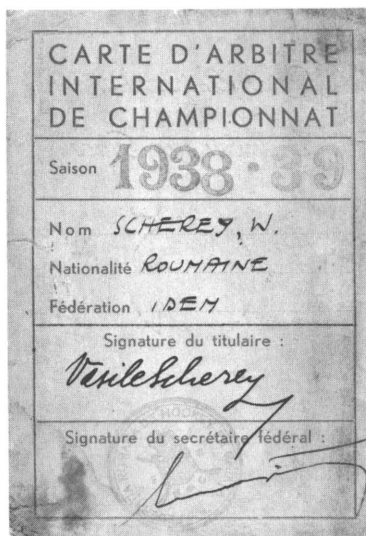 CARTE D'ARBITRE
INTERNATIONAL
DE CHAMPIONNAT
Saison 1938-39
Nom SCHEREY, W.
Nationalité ROUMAINE
Fédération IDEM
Signature du titulaire :
Vasile Scherey
Signature du secrétaire fédéral :